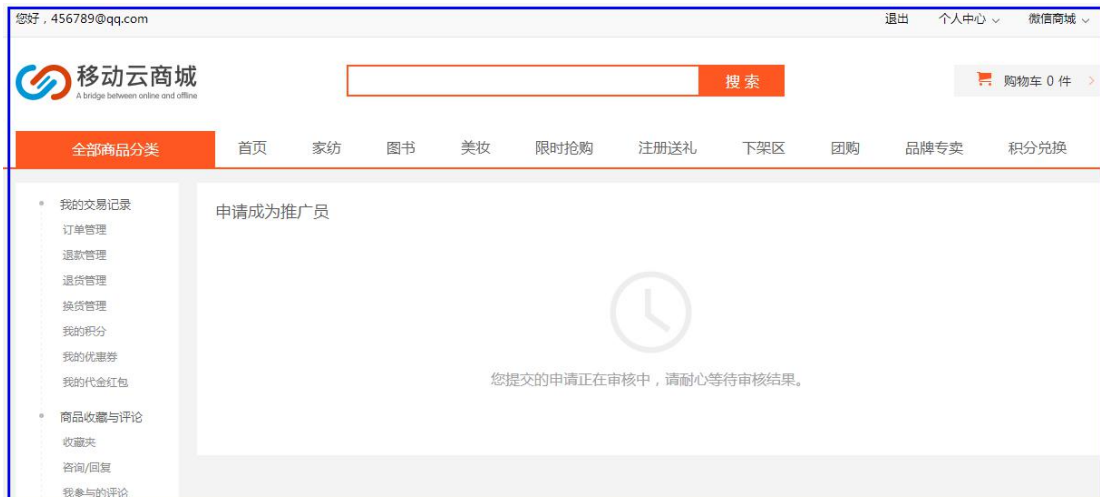 您好，456789@qq.com 退出 个人中心 微信商城
移动云商城
A bridge between online and offline
搜索
购物车 0 件
全部商品分类 首页 家纺 图书 美妆 限时抢购 注册送礼 下架区 团购 品牌专卖 积分兑换
我的交易记录
订单管理
退款管理
退货管理
换货管理
我的积分
我的优惠券
我的代金红包
商品收藏与评论
收藏夹
咨询/回复
我参与的评论
申请成为推广员
您提交的申请正在审核中，请耐心等待审核结果。